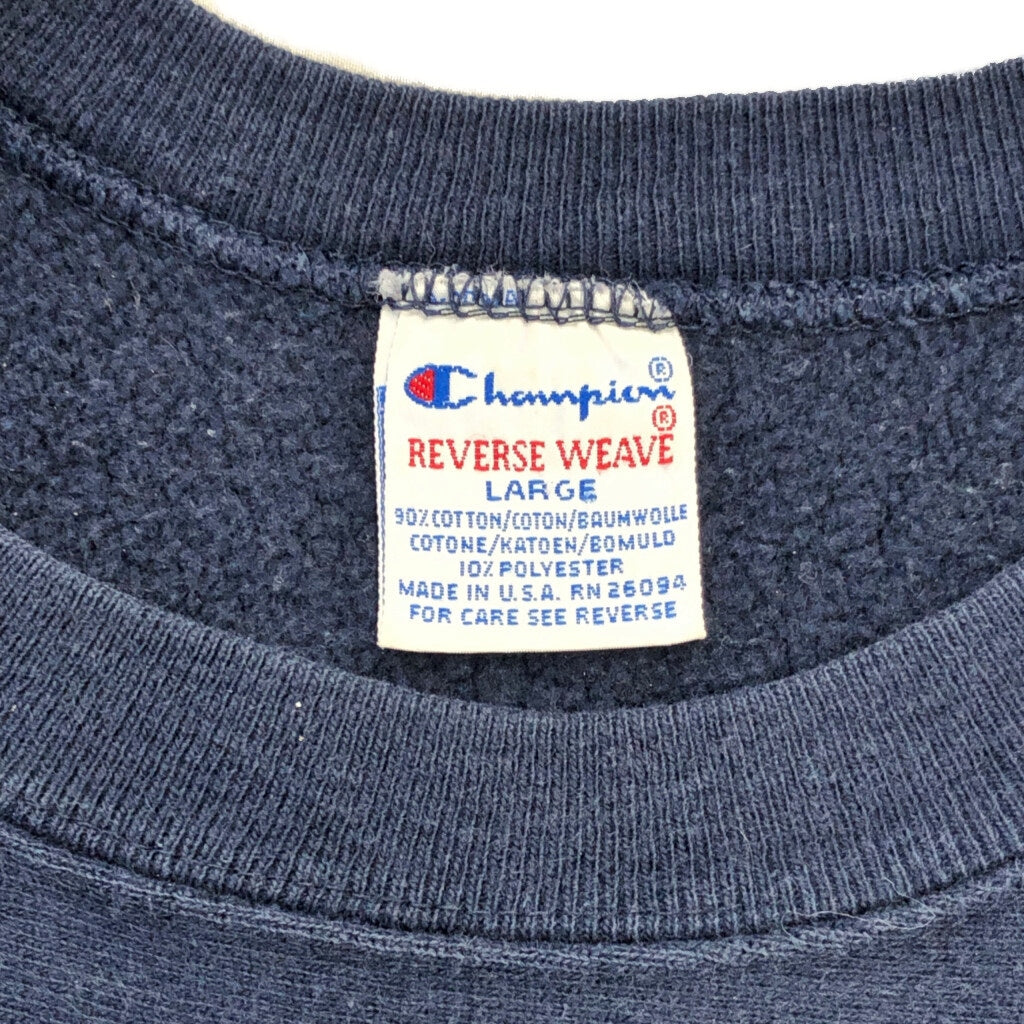 Champion®
REVERSE WEAVE®
LARGE
90% COTTON/COTON/BAUMWOLLE
COTONE/KATOEN/BOMULD
10% POLYESTER
MADE IN U.S.A. RN 26094
FOR CARE SEE REVERSE